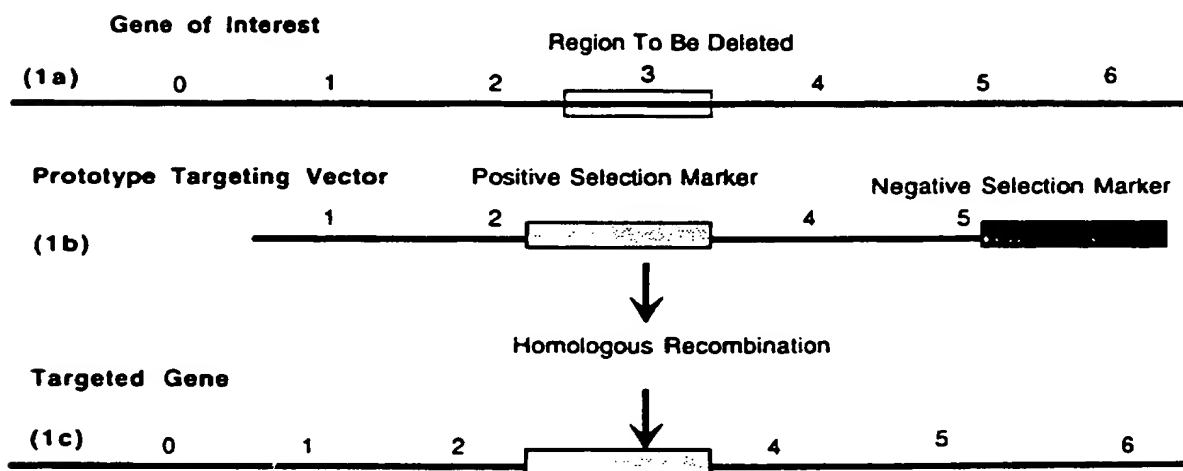 Gene of Interest
Region To Be Deleted
(1a) 0 1 2 3 4 5 6
Prototype Targeting Vector Positive Selection Marker Negative Selection Marker
(1b) 1 2 4 5
Homologous Recombination
Targeted Gene
(1c) 0 1 2 4 5 6